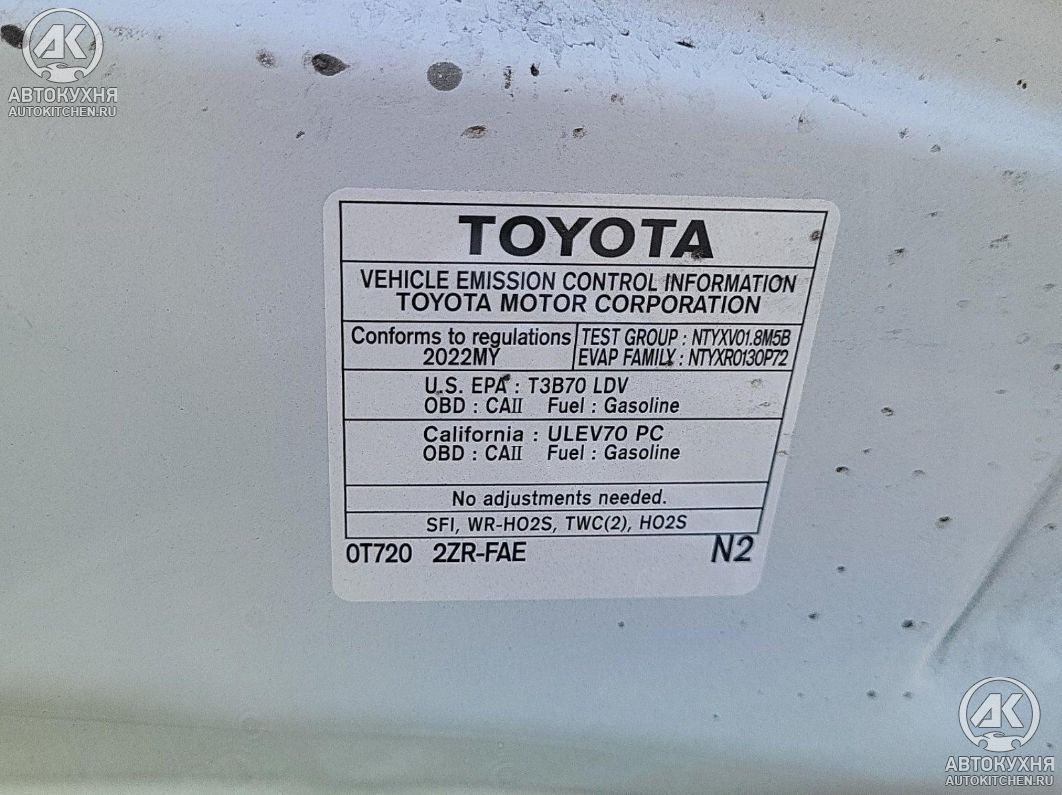 АК
АВТОКУХНЯ
AUTOKITCHEN.RU
TOYOTA
VEHICLE EMISSION CONTROL INFORMATION
TOYOTA MOTOR CORPORATION
Conforms to regulations
2022MY
TEST GROUP : NTYXV01.8M5B
EVAP FAMILY : NTYXR0130P72
U.S. EPA : T3B70 LDV
OBD : CAII Fuel : Gasoline
California : ULEV70 PC
OBD : CAII Fuel : Gasoline
No adjustments needed.
SFI, WR-HO2S, TWC(2), HO2S
0T720 2ZR-FAE N2
АК
АВТОКУХНЯ
AUTOKITCHEN.RU